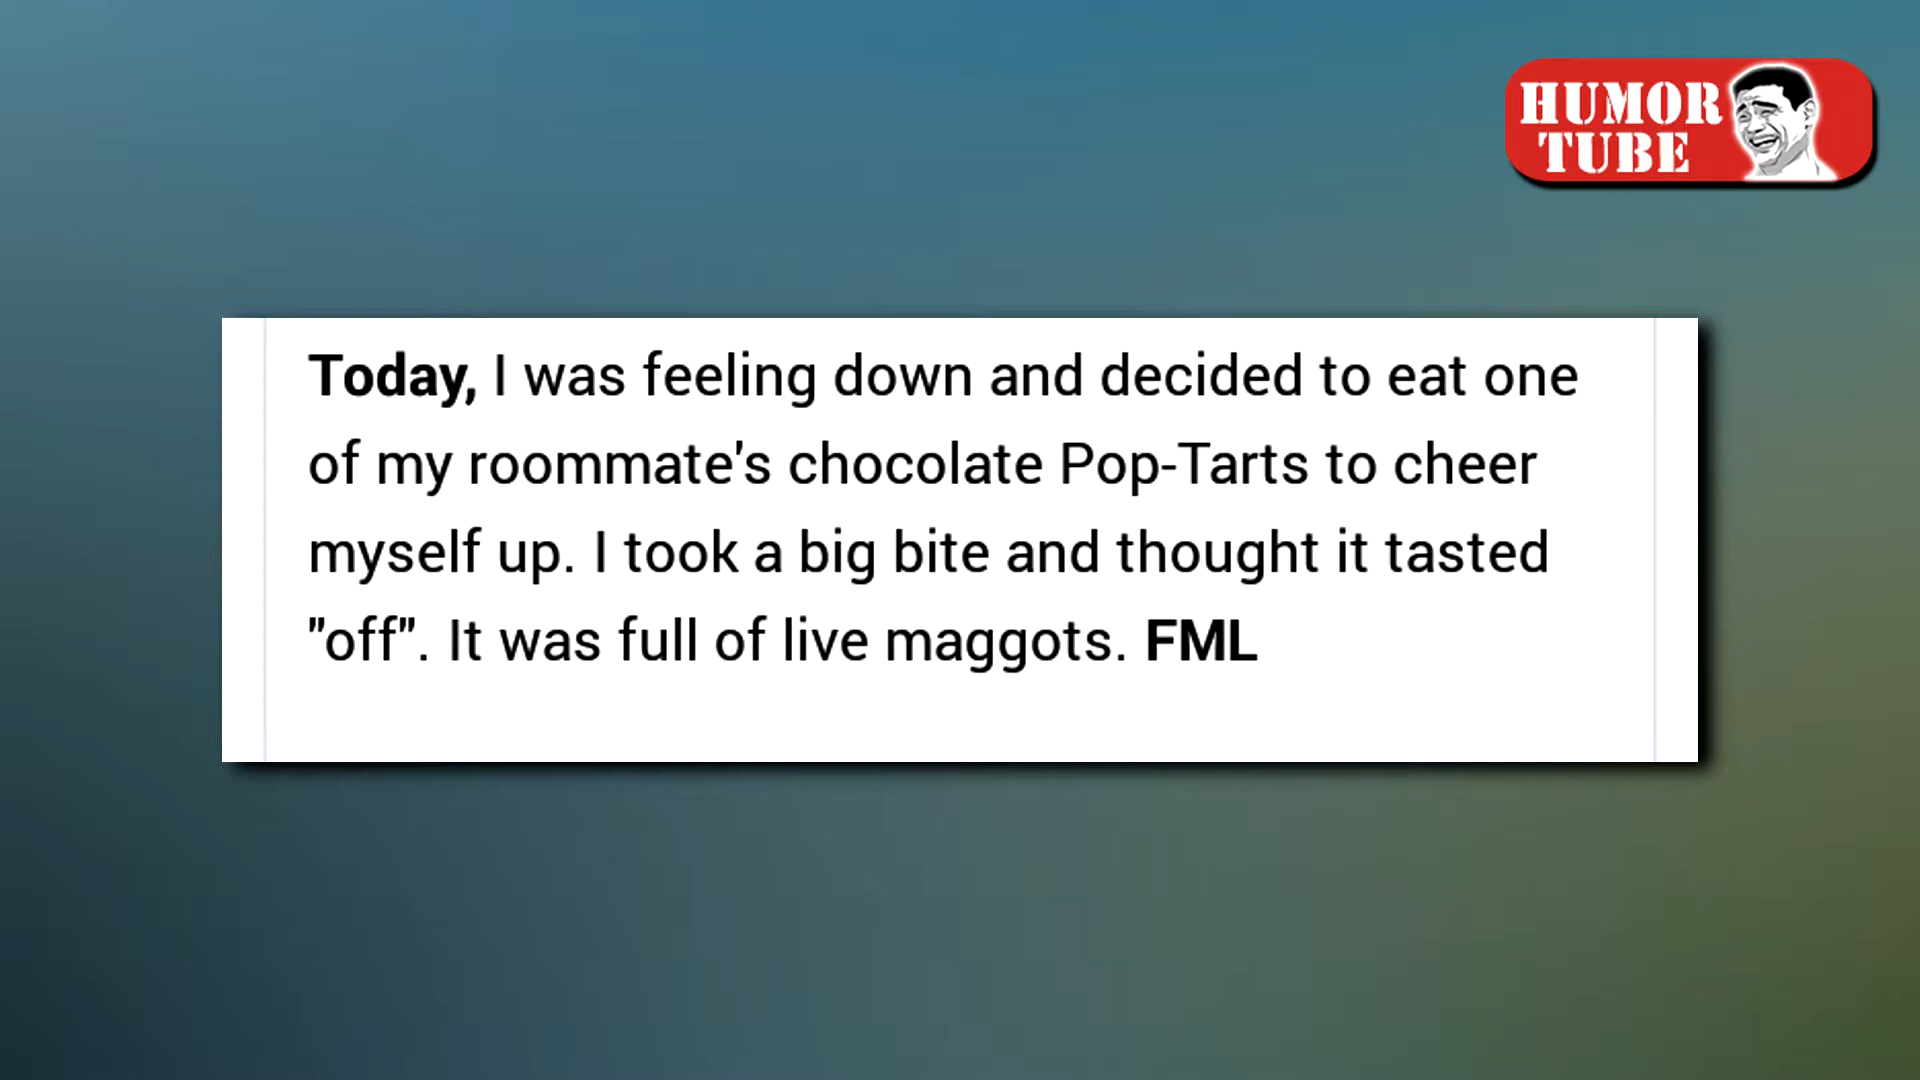 HUMOR
TUBE
Today, I was feeling down and decided to eat one
of my roommate's chocolate Pop-Tarts to cheer
myself up. I took a big bite and thought it tasted
"off". It was full of live maggots. FML